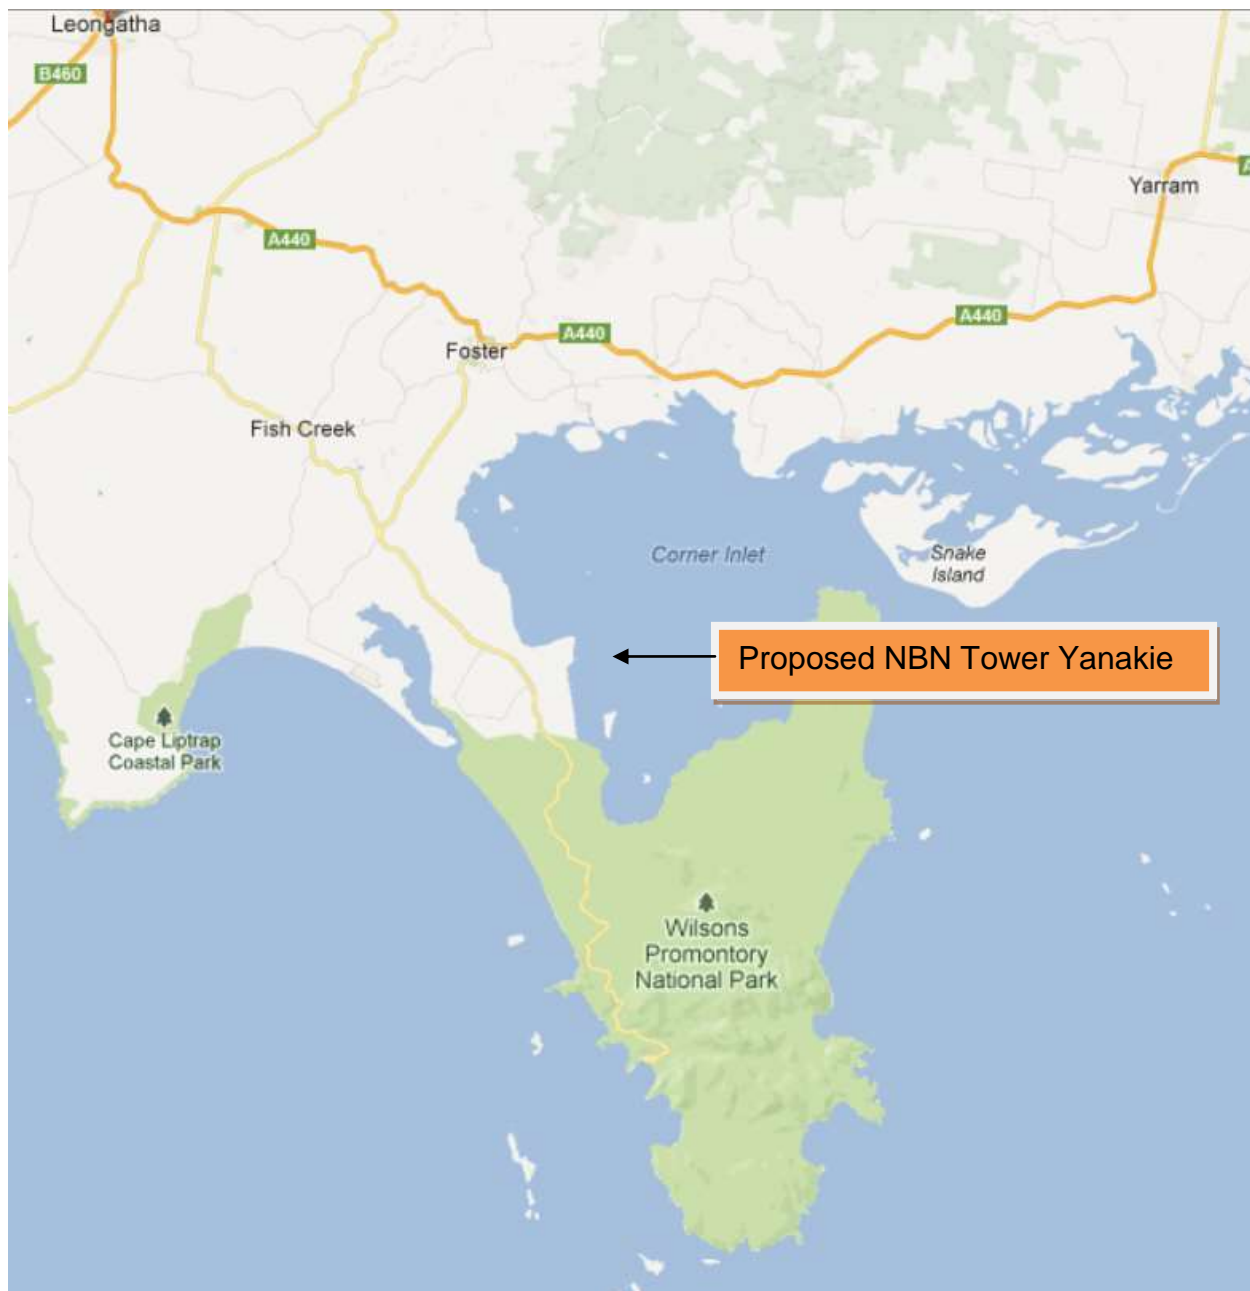 Leongatha
B460
Yarram
A440
A440
A440
Foster
Fish Creek
Corner Inlet
Snake
Island
Proposed NBN Tower Yanakie
Cape Liptrap
Coastal Park
Wilsons
Promontory
National Park